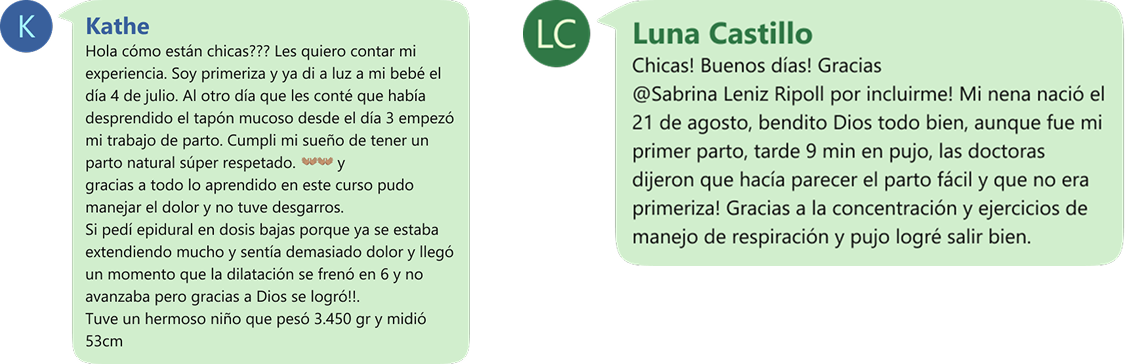 K
Kathe
Hola cómo están chicas??? Les quiero contar mi
experiencia. Soy primeriza y ya di a luz a mi bebé el
día 4 de julio. Al otro día que les conté que había
desprendido el tapón mucoso desde el día 3 empezó
mi trabajo de parto. Cumpli mi sueño de tener un
parto natural súper respetado. 👐🏼👐🏼 y
gracias a todo lo aprendido en este curso pudo
manejar el dolor y no tuve desgarros.
Si pedí epidural en dosis bajas porque ya se estaba
extendiendo mucho y sentía demasiado dolor y llegó
un momento que la dilatación se frenó en 6 y no
avanzaba pero gracias a Dios se logró!!.
Tuve un hermoso niño que pesó 3.450 gr y midió
53cm
LC
Luna Castillo
Chicas! Buenos días! Gracias
@Sabrina Leniz Ripoll por incluirme! Mi nena nació el
21 de agosto, bendito Dios todo bien, aunque fue mi
primer parto, tarde 9 min en pujo, las doctoras
dijeron que hacía parecer el parto fácil y que no era
primeriza! Gracias a la concentración y ejercicios de
manejo de respiración y pujo logré salir bien.